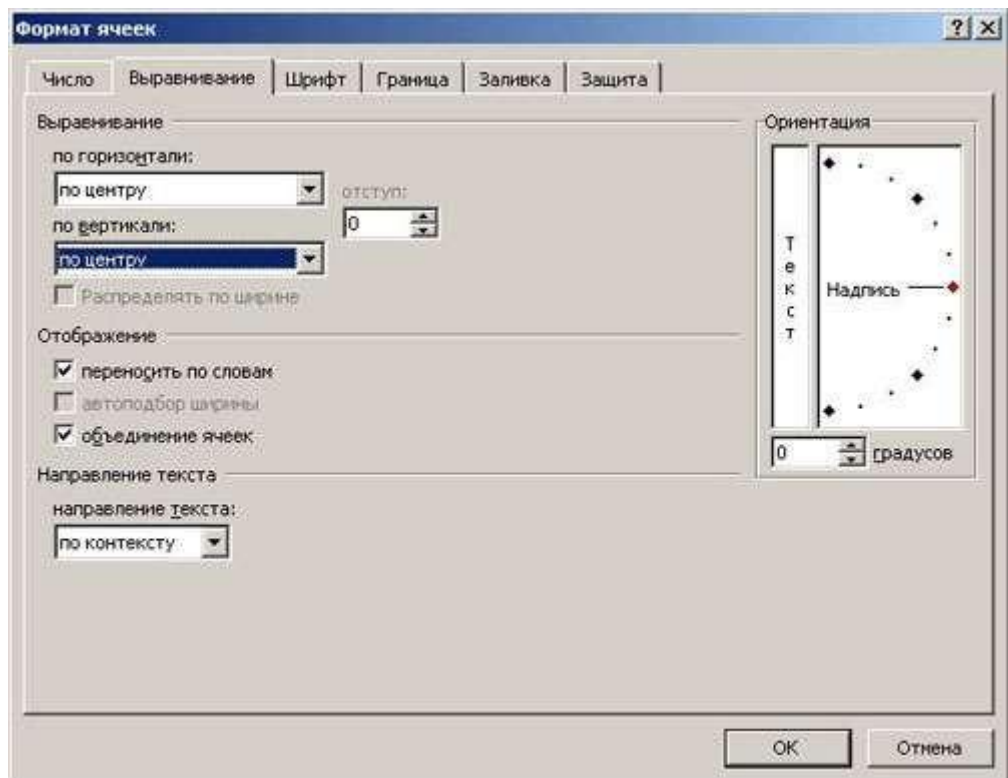 Формат ячеек
Число Выравнивание Шрифт Граница Заливка Защита
Выравнивание
по горизонтали:
по центру
отступ:
0
по вертикали:
по центру
Распределять по ширине
Отображение
переносить по словам
автоподбор ширины
объединение ячеек
Направление текста
направление текста:
по контексту
Ориентация
Текст
Надпись
0 градусов
ОК Отмена